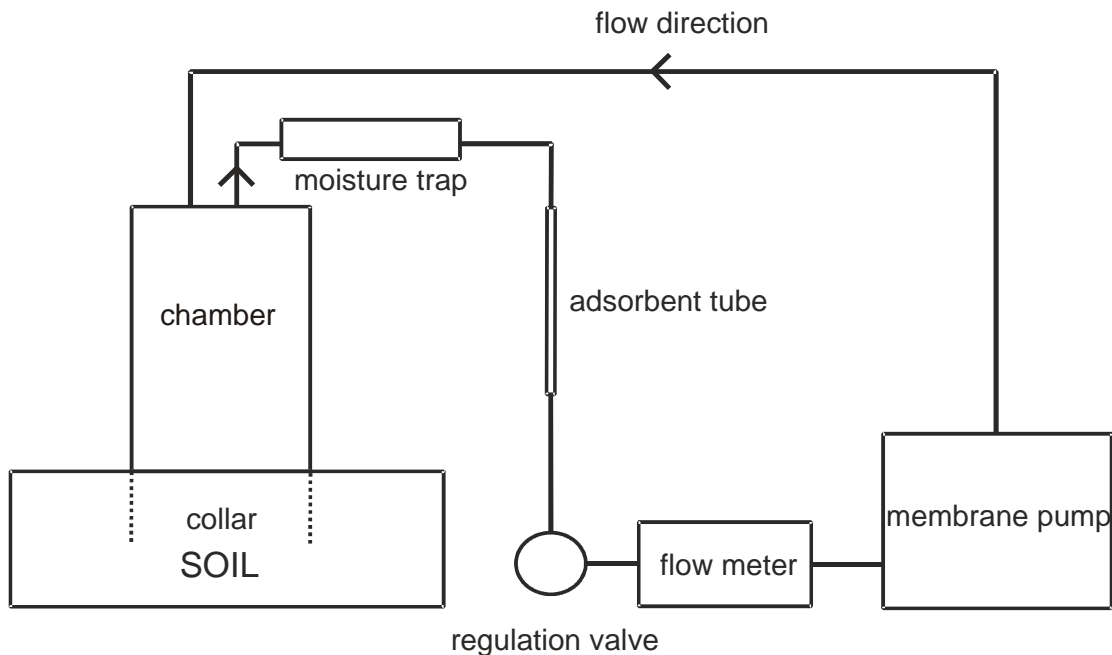 flow direction
moisture trap
adsorbent tube
chamber
collar
SOIL
membrane pump
flow meter
regulation valve